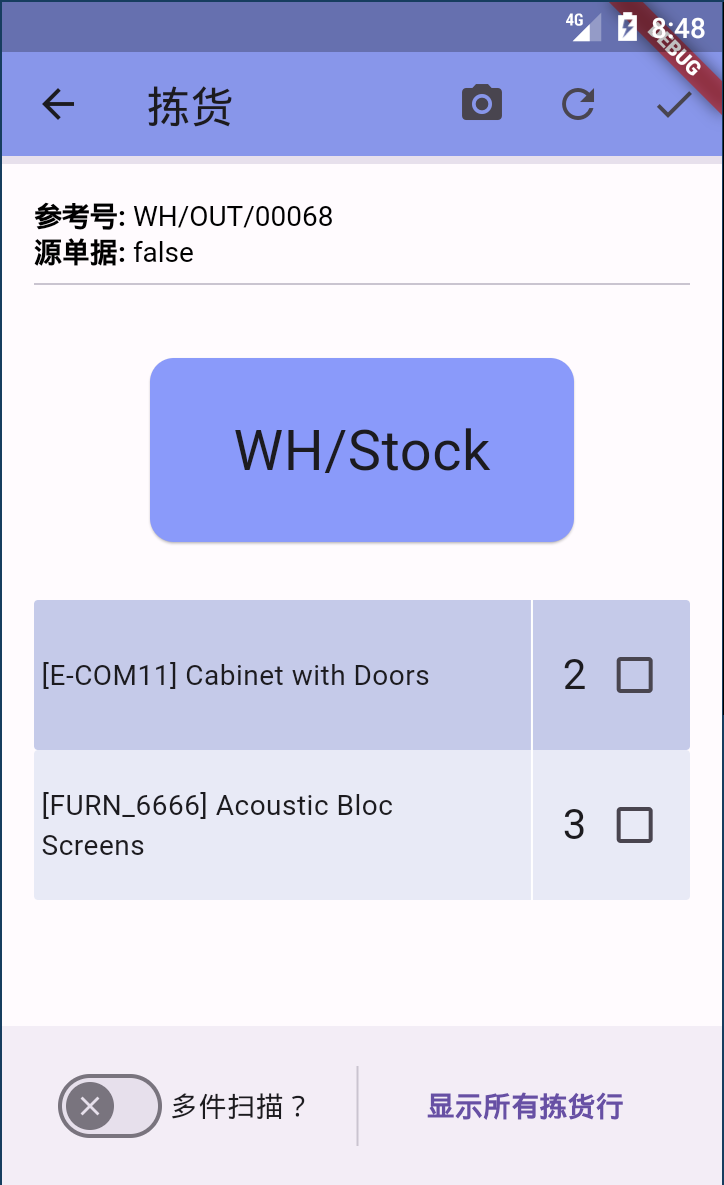 4G 8:48
DEBUG
拣货
参考号: WH/OUT/00068
源单据: false
WH/Stock
[E-COM11] Cabinet with Doors 2
[FURN_6666] Acoustic Bloc
Screens 3
多件扫描？ 显示所有拣货行